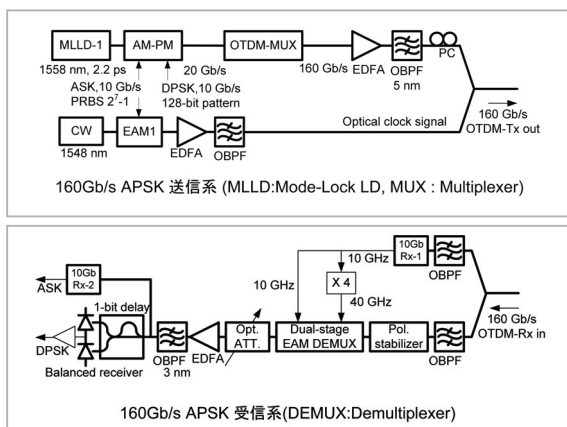 MLLD-1
AM-PM
OTDM-MUX
1558 nm, 2.2 ps
20 Gb/s
160 Gb/s
EDFA
OBPF
5 nm
PC
ASK,10 Gb/s
PRBS 2⁷-1
DPSK,10 Gb/s
128-bit pattern
CW
EAM1
1548 nm
EDFA
OBPF
Optical clock signal
160 Gb/s
OTDM-Tx out
160Gb/s APSK 送信系 (MLLD:Mode-Lock LD, MUX : Multiplexer)
ASK
10Gb
Rx-2
10 GHz
10 GHz
X 4
40 GHz
10Gb
Rx-1
OBPF
1-bit delay
DPSK
Balanced receiver
OBPF
3 nm
EDFA
Opt.
ATT.
Dual-stage
EAM DEMUX
Pol.
stabilizer
OBPF
160 Gb/s
OTDM-Rx in
160Gb/s APSK 受信系(DEMUX:Demultiplexer)